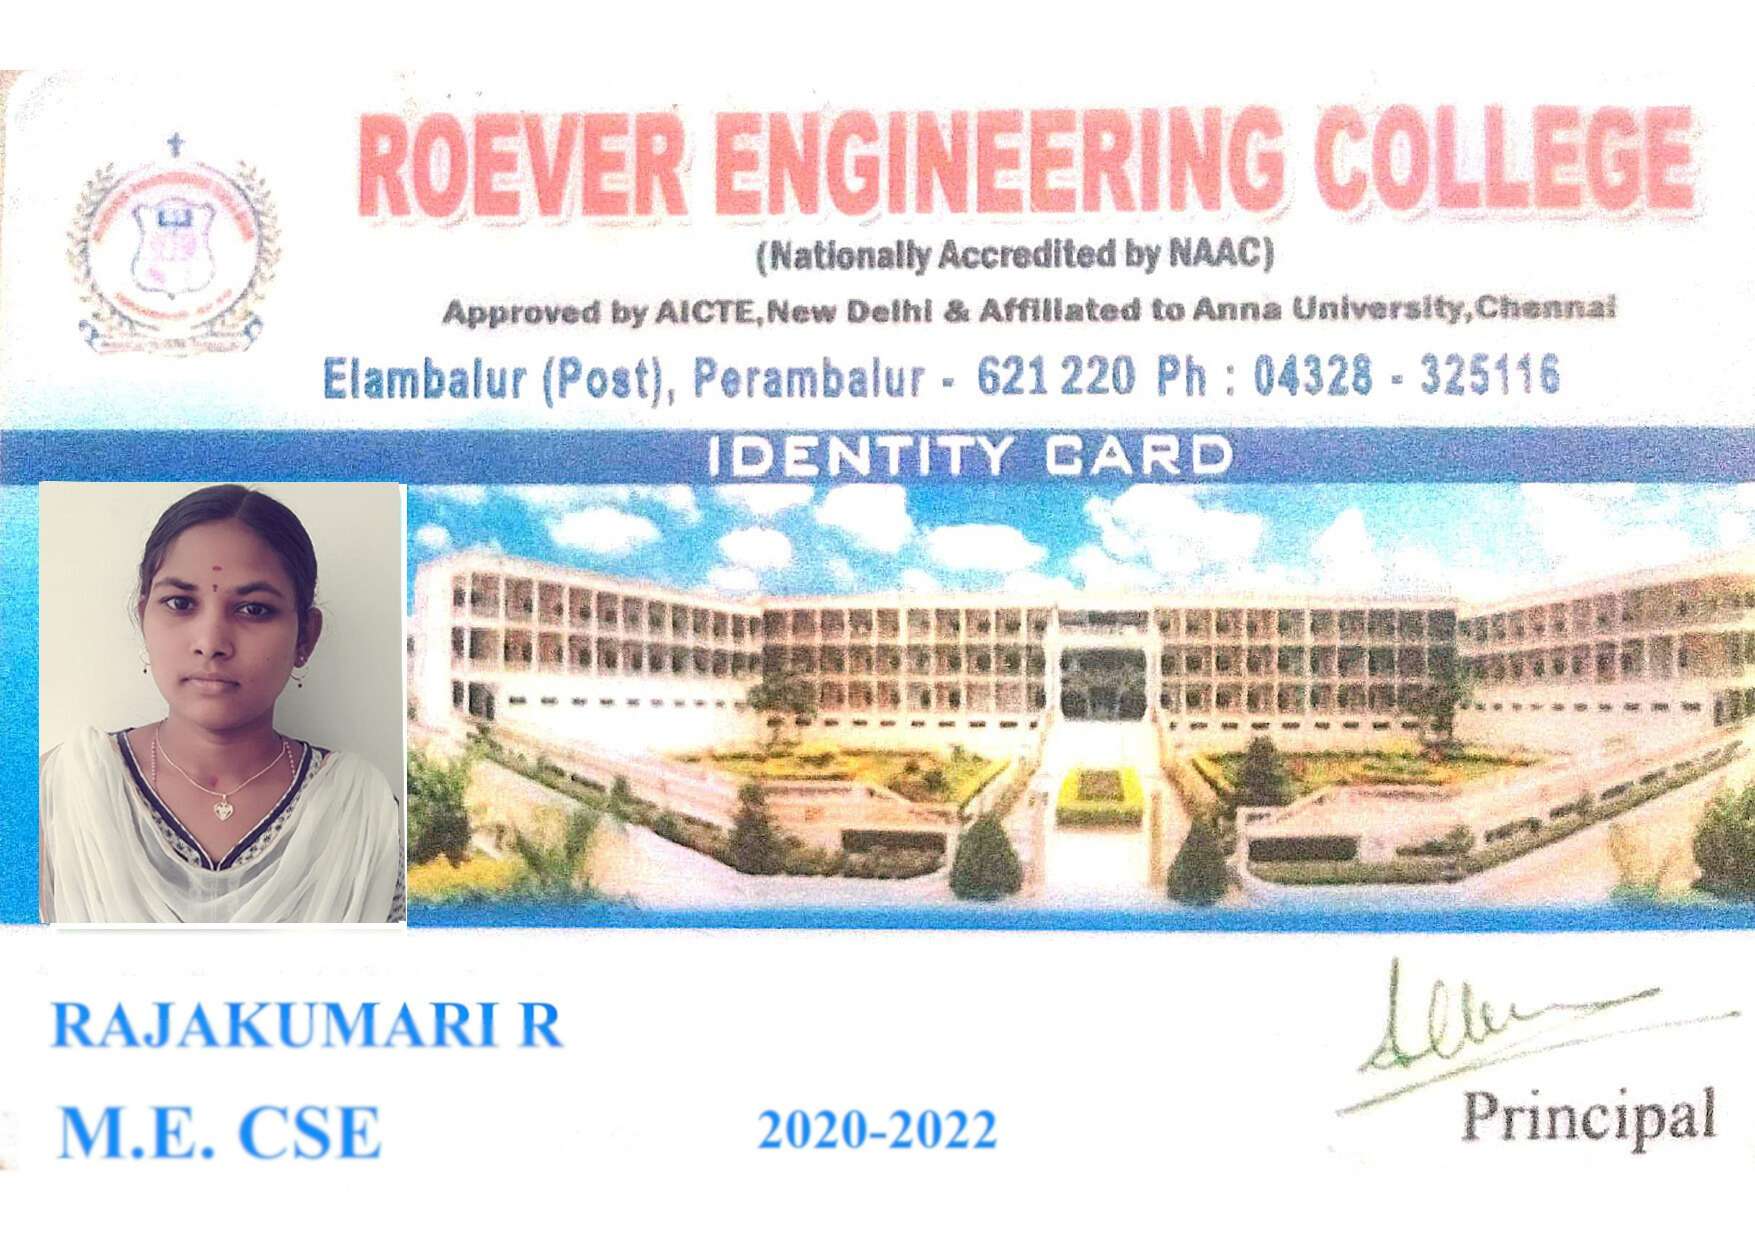 ROEVER ENGINEERING COLLEGE
(Nationally Accredited by NAAC)
Approved by AICTE,New Delhi & Affiliated to Anna University,Chennai
Elambalur (Post), Perambalur - 621 220 Ph : 04328 - 325116
IDENTITY CARD
RAJAKUMARI R
M.E. CSE
2020-2022
Principal